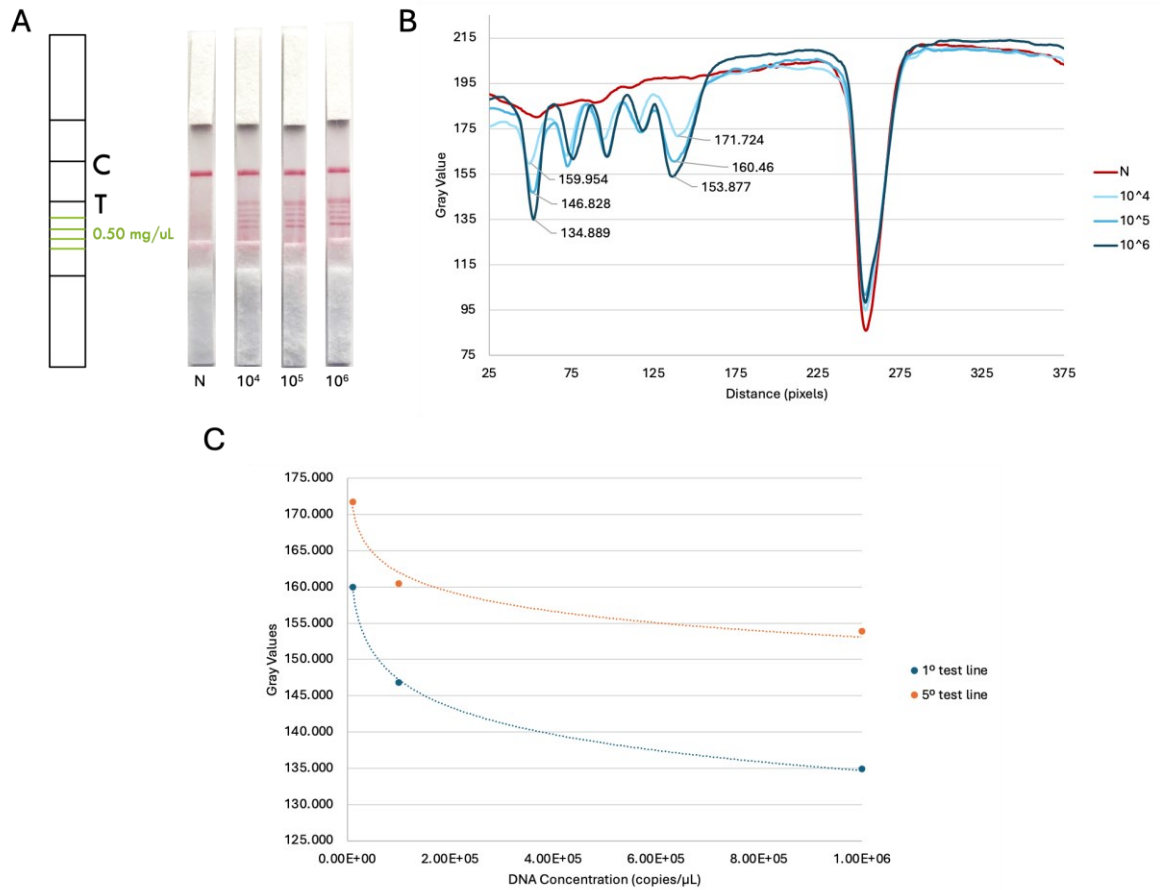 A
C
T
0.50 mg/uL
N
10⁴
10⁵
10⁶
B
215
195
175
155
135
115
95
75
Gray Value
159.954
146.828
134.889
171.724
160.46
153.877
25
75
125
175
225
275
325
375
Distance (pixels)
N
10^4
10^5
10^6
C
175.000
170.000
165.000
160.000
155.000
150.000
145.000
140.000
135.000
130.000
125.000
Gray Values
0.00E+00
2.00E+05
4.00E+05
6.00E+05
8.00E+05
1.00E+06
DNA Concentration (copies/µL)
1º test line
5º test line